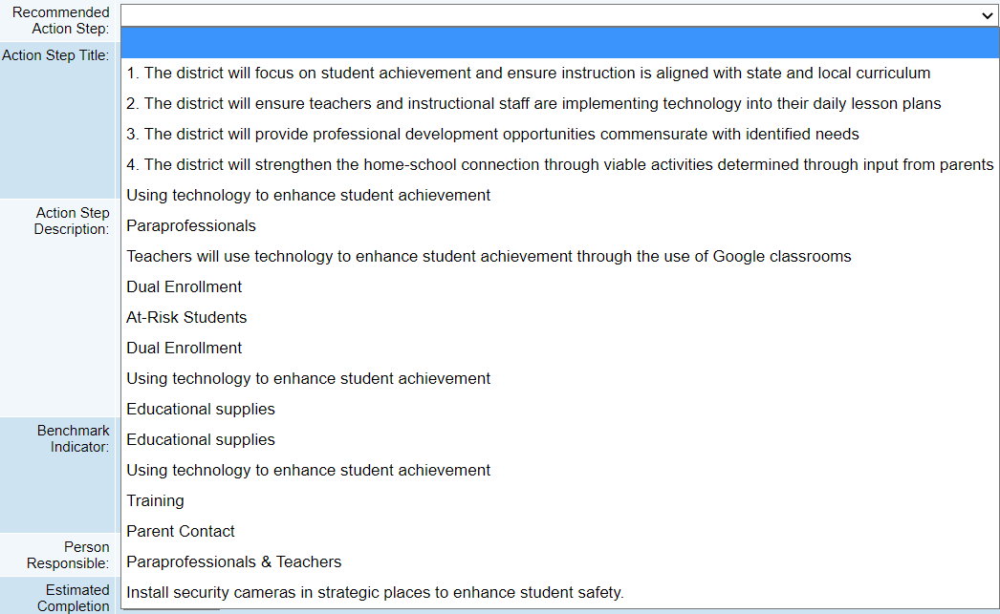 Recommended
Action Step:
Action Step Title:
1. The district will focus on student achievement and ensure instruction is aligned with state and local curriculum
2. The district will ensure teachers and instructional staff are implementing technology into their daily lesson plans
3. The district will provide professional development opportunities commensurate with identified needs
4. The district will strengthen the home-school connection through viable activities determined through input from parents
Using technology to enhance student achievement
Action Step
Description:
Paraprofessionals
Teachers will use technology to enhance student achievement through the use of Google classrooms
Dual Enrollment
At-Risk Students
Dual Enrollment
Using technology to enhance student achievement
Educational supplies
Benchmark
Indicator:
Educational supplies
Using technology to enhance student achievement
Training
Parent Contact
Person
Responsible:
Paraprofessionals & Teachers
Estimated
Completion
Install security cameras in strategic places to enhance student safety.